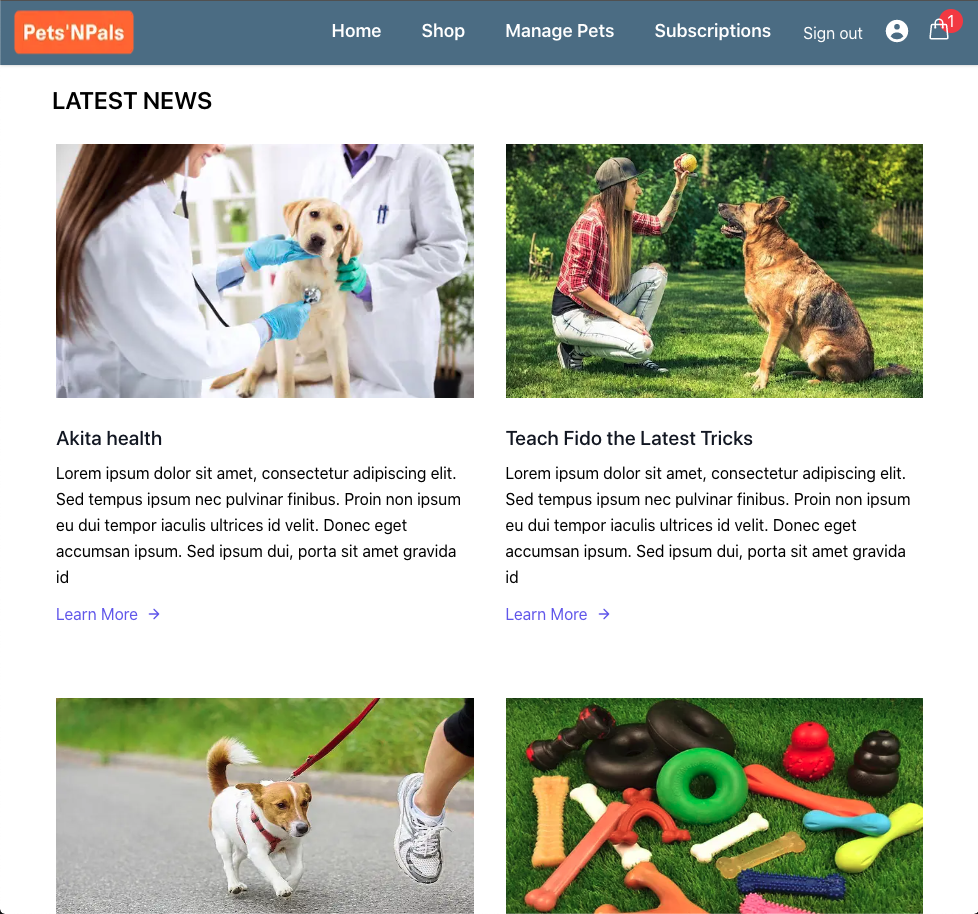 Pets'NPals
Home Shop Manage Pets Subscriptions Sign out 1
LATEST NEWS
Akita health
Lorem ipsum dolor sit amet, consectetur adipiscing elit.
Sed tempus ipsum nec pulvinar finibus. Proin non ipsum
eu dui tempor iaculis ultrices id velit. Donec eget
accumsan ipsum. Sed ipsum dui, porta sit amet gravida
id
Learn More →
Teach Fido the Latest Tricks
Lorem ipsum dolor sit amet, consectetur adipiscing elit.
Sed tempus ipsum nec pulvinar finibus. Proin non ipsum
eu dui tempor iaculis ultrices id velit. Donec eget
accumsan ipsum. Sed ipsum dui, porta sit amet gravida
id
Learn More →